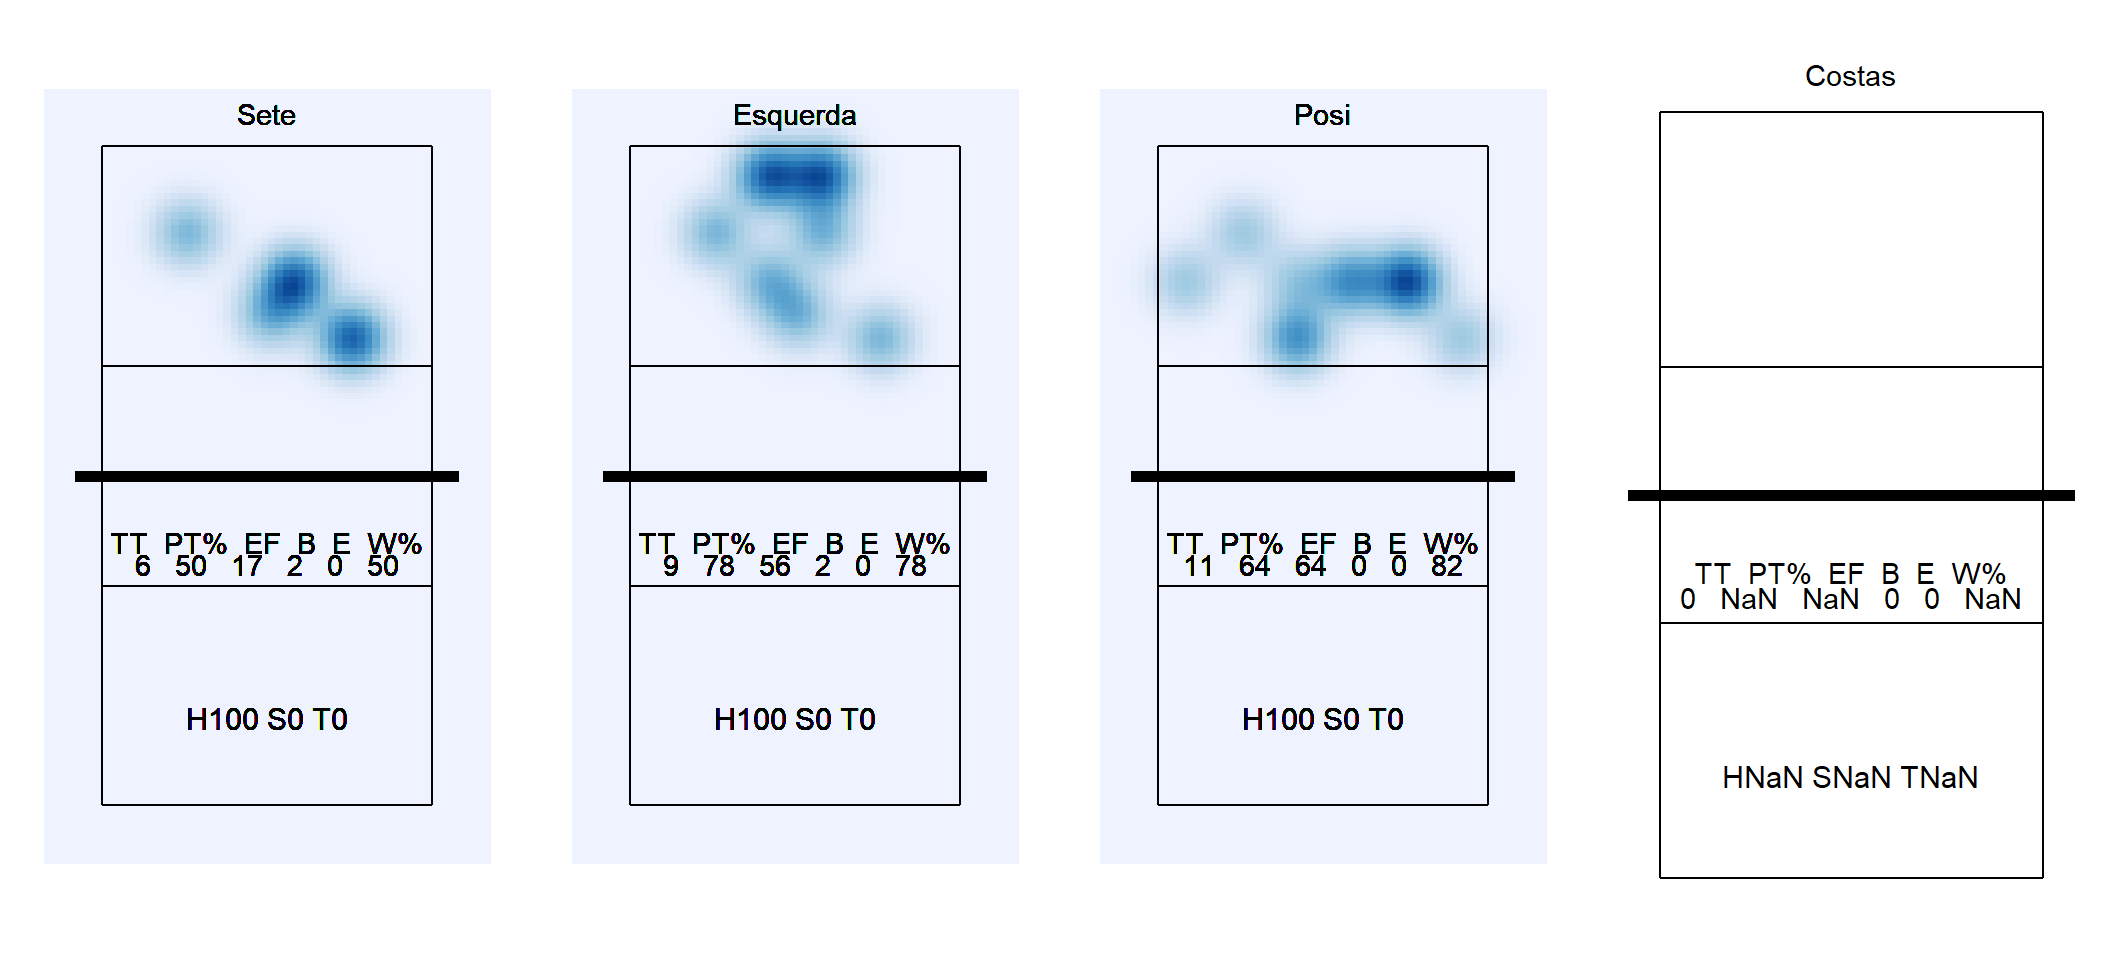 Sete
TT PT% EF B E W%
6 50 17 2 0 50
H100 S0 T0
Esquerda
TT PT% EF B E W%
9 78 56 2 0 78
H100 S0 T0
Posi
TT PT% EF B E W%
11 64 64 0 0 82
H100 S0 T0
Costas
TT PT% EF B E W%
0 NaN NaN 0 0 NaN
HNaN SNaN TNaN